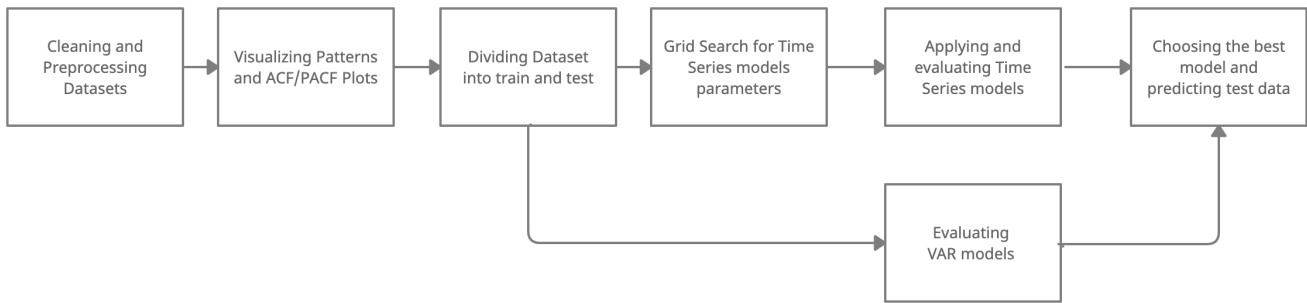 Cleaning and
Preprocessing
Datasets
Visualizing Patterns
and ACF/PACF Plots
Dividing Dataset
into train and test
Grid Search for Time
Series models
parameters
Applying and
evaluating Time
Series models
Choosing the best
model and
predicting test data
Evaluating
VAR models